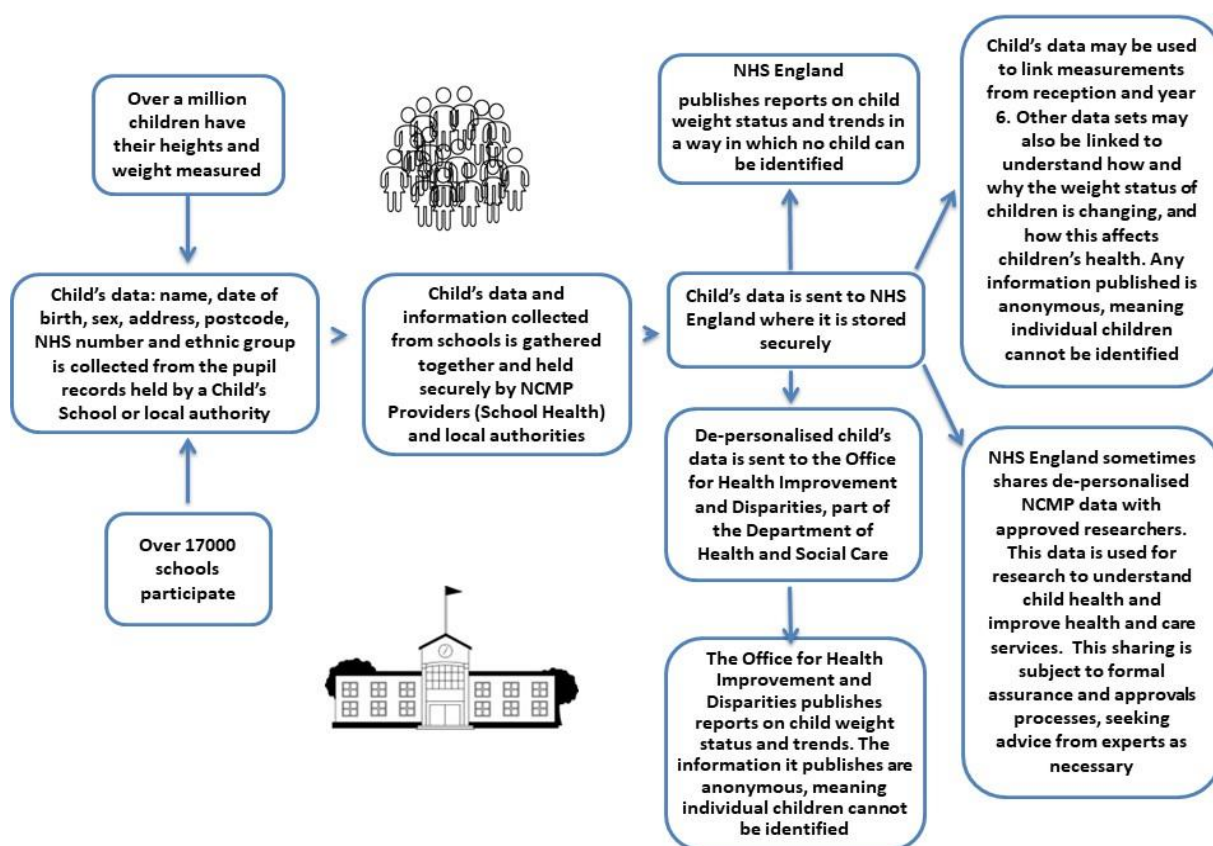 Over a million
children have
their heights and
weight measured
Child's data: name, date of
birth, sex, address, postcode,
NHS number and ethnic group
is collected from the pupil
records held by a Child's
School or local authority
Over 17000
schools
participate
Child's data and
information collected
from schools is gathered
together and held
securely by NCMP
Providers (School Health)
and local authorities
NHS England
publishes reports on child
weight status and trends in
a way in which no child can
be identified
Child's data is sent to NHS
England where it is stored
securely
De-personalised child's
data is sent to the Office
for Health Improvement
and Disparities, part of
the Department of
Health and Social Care
The Office for Health
Improvement and
Disparities publishes
reports on child weight
status and trends. The
information it publishes are
anonymous, meaning
individual children cannot
be identified
Child's data may be used
to link measurements
from reception and year
6. Other data sets may
also be linked to
understand how and
why the weight status of
children is changing, and
how this affects
children's health. Any
information published is
anonymous, meaning
individual children
cannot be identified
NHS England sometimes
shares de-personalised
NCMP data with
approved researchers.
This data is used for
research to understand
child health and
improve health and care
services. This sharing is
subject to formal
assurance and approvals
processes, seeking
advice from experts as
necessary